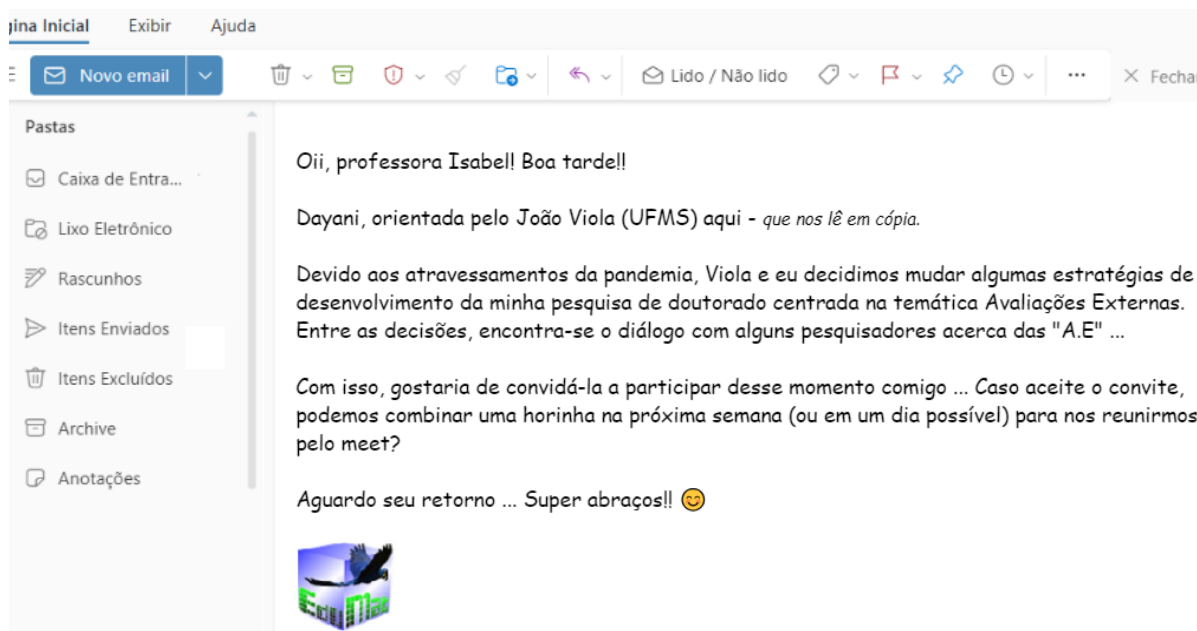 gina Inicial Exibir Ajuda
Novo email Lido / Não lido ... Fechar
Pastas
Caixa de Entra...
Lixo Eletrônico
Rascunhos
Itens Enviados
Itens Excluídos
Archive
Anotações
Oii, professora Isabel! Boa tarde!!
Dayani, orientada pelo João Viola (UFMS) aqui - que nos lê em cópia.
Devido aos atravessamentos da pandemia, Viola e eu decidimos mudar algumas estratégias de
desenvolvimento da minha pesquisa de doutorado centrada na temática Avaliações Externas.
Entre as decisões, encontra-se o diálogo com alguns pesquisadores acerca das "A.E" ...
Com isso, gostaria de convidá-la a participar desse momento comigo ... Caso aceite o convite,
podemos combinar uma horinha na próxima semana (ou em um dia possível) para nos reunirmos
pelo meet?
Aguardo seu retorno ... Super abraços!! 😊
EduMat